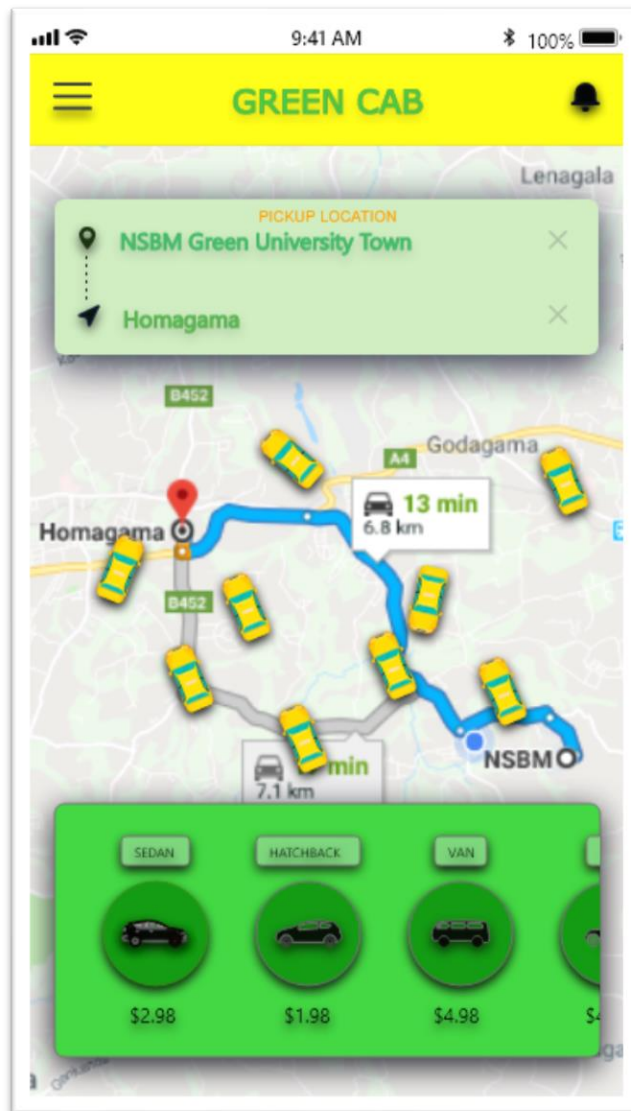 9:41 AM
100%
GREEN CAB
Lenagala
PICKUP LOCATION
NSBM Green University Town
Homagama
B452
Godagama
A4
13 min
6.8 km
Homagama
B452
NSBM
min
7.1 km
SEDAN
HATCHBACK
VAN
$2.98
$1.98
$4.98